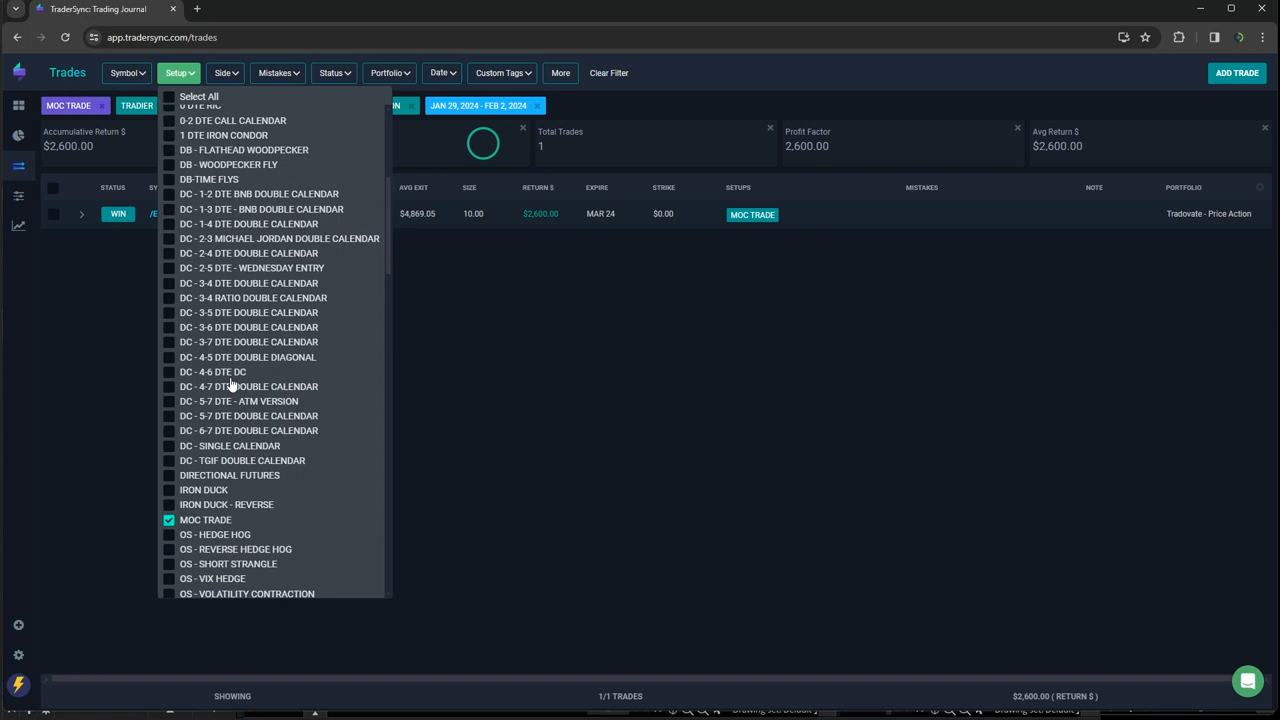 TraderSync: Trading Journal
app.tradersync.com/trades
Trades
Symbol
Setup
Side
Mistakes
Status
Portfolio
Date
Custom Tags
More
Clear Filter
ADD TRADE
MOC TRADE ×
TRADIER
ON ×
JAN 29, 2024 - FEB 2, 2024 ×
Accumulative Return $
$2,600.00
Total Trades
1
Profit Factor
2,600.00
Avg Return $
$2,600.00
STATUS SY AVG EXIT SIZE RETURN $ EXPIRE STRIKE SETUPS MISTAKES NOTE PORTFOLIO
WIN /E $4,869.05 10.00 $2,600.00 MAR 24 $0.00 MOC TRADE Tradovate - Price Action
Select All
0 DTE RIC
0-2 DTE CALL CALENDAR
1 DTE IRON CONDOR
DB - FLATHEAD WOODPECKER
DB - WOODPECKER FLY
DB-TIME FLYS
DC - 1-2 DTE BNB DOUBLE CALENDAR
DC - 1-3 DTE - BNB DOUBLE CALENDAR
DC - 1-4 DTE DOUBLE CALENDAR
DC - 2-3 MICHAEL JORDAN DOUBLE CALENDAR
DC - 2-4 DTE DOUBLE CALENDAR
DC - 2-5 DTE - WEDNESDAY ENTRY
DC - 3-4 DTE DOUBLE CALENDAR
DC - 3-4 RATIO DOUBLE CALENDAR
DC - 3-5 DTE DOUBLE CALENDAR
DC - 3-6 DTE DOUBLE CALENDAR
DC - 3-7 DTE DOUBLE CALENDAR
DC - 4-5 DTE DOUBLE DIAGONAL
DC - 4-6 DTE DC
DC - 4-7 DTE DOUBLE CALENDAR
DC - 5-7 DTE - ATM VERSION
DC - 5-7 DTE DOUBLE CALENDAR
DC - 6-7 DTE DOUBLE CALENDAR
DC - SINGLE CALENDAR
DC - TGIF DOUBLE CALENDAR
DIRECTIONAL FUTURES
IRON DUCK
IRON DUCK - REVERSE
MOC TRADE
OS - HEDGE HOG
OS - REVERSE HEDGE HOG
OS - SHORT STRANGLE
OS - VIX HEDGE
OS - VOLATILITY CONTRACTION
SHOWING 1/1 TRADES $2,600.00 ( RETURN $ )
Drawing set: Default Drawing set: Default